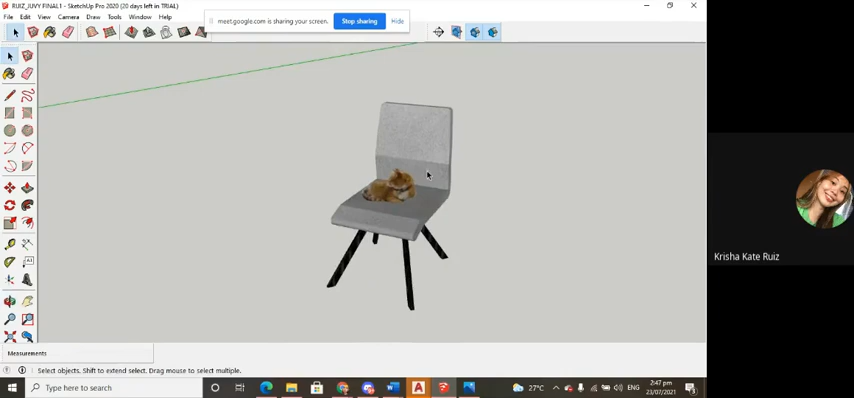 RUIZ_JUVY FINAL1 - SketchUp Pro 2020 (20 days left in TRIAL)
File Edit View Camera Draw Tools Window Help
meet.google.com is sharing your screen. Stop sharing Hide
Krisha Kate Ruiz
Measurements
Select objects. Shift to extend select. Drag mouse to select multiple.
Type here to search
27°C ENG 2:47 pm
23/07/2021